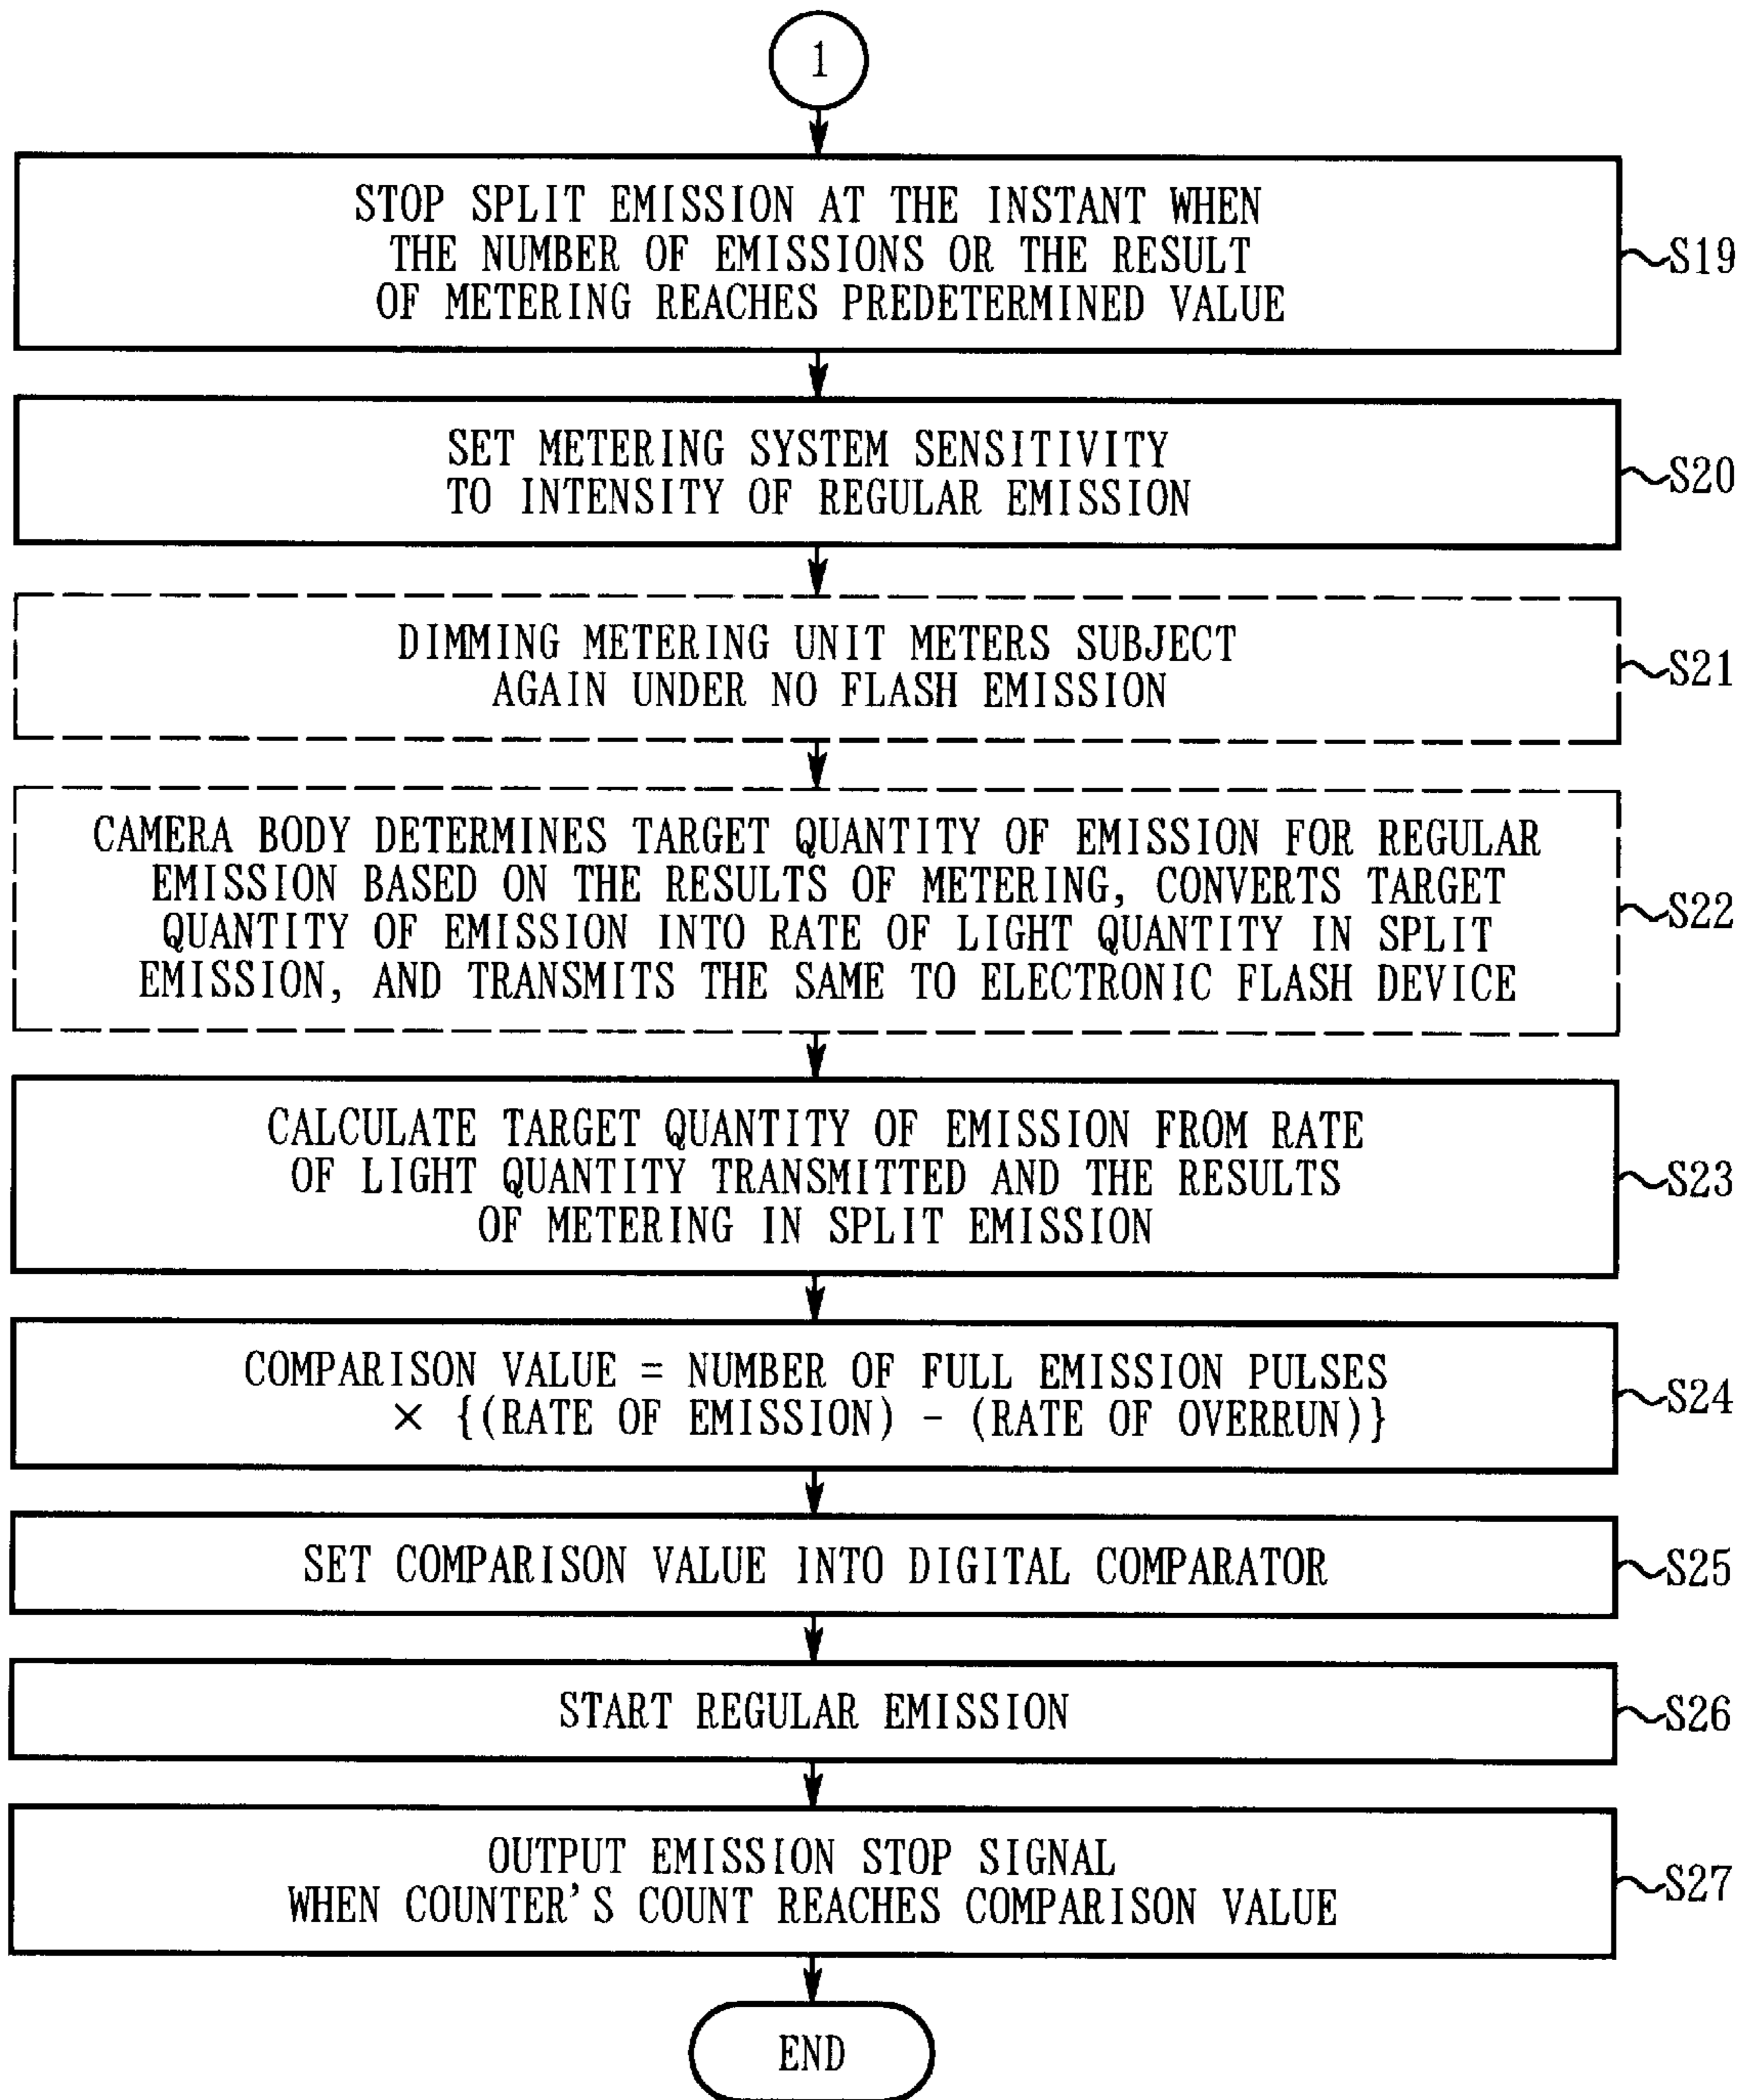 1
STOP SPLIT EMISSION AT THE INSTANT WHEN
THE NUMBER OF EMISSIONS OR THE RESULT
OF METERING REACHES PREDETERMINED VALUE
S19
SET METERING SYSTEM SENSITIVITY
TO INTENSITY OF REGULAR EMISSION
S20
DIMMING METERING UNIT METERS SUBJECT
AGAIN UNDER NO FLASH EMISSION
S21
CAMERA BODY DETERMINES TARGET QUANTITY OF EMISSION FOR REGULAR
EMISSION BASED ON THE RESULTS OF METERING, CONVERTS TARGET
QUANTITY OF EMISSION INTO RATE OF LIGHT QUANTITY IN SPLIT
EMISSION, AND TRANSMITS THE SAME TO ELECTRONIC FLASH DEVICE
S22
CALCULATE TARGET QUANTITY OF EMISSION FROM RATE
OF LIGHT QUANTITY TRANSMITTED AND THE RESULTS
OF METERING IN SPLIT EMISSION
S23
COMPARISON VALUE = NUMBER OF FULL EMISSION PULSES
× {(RATE OF EMISSION) - (RATE OF OVERRUN)}
S24
SET COMPARISON VALUE INTO DIGITAL COMPARATOR
S25
START REGULAR EMISSION
S26
OUTPUT EMISSION STOP SIGNAL
WHEN COUNTER'S COUNT REACHES COMPARISON VALUE
S27
END